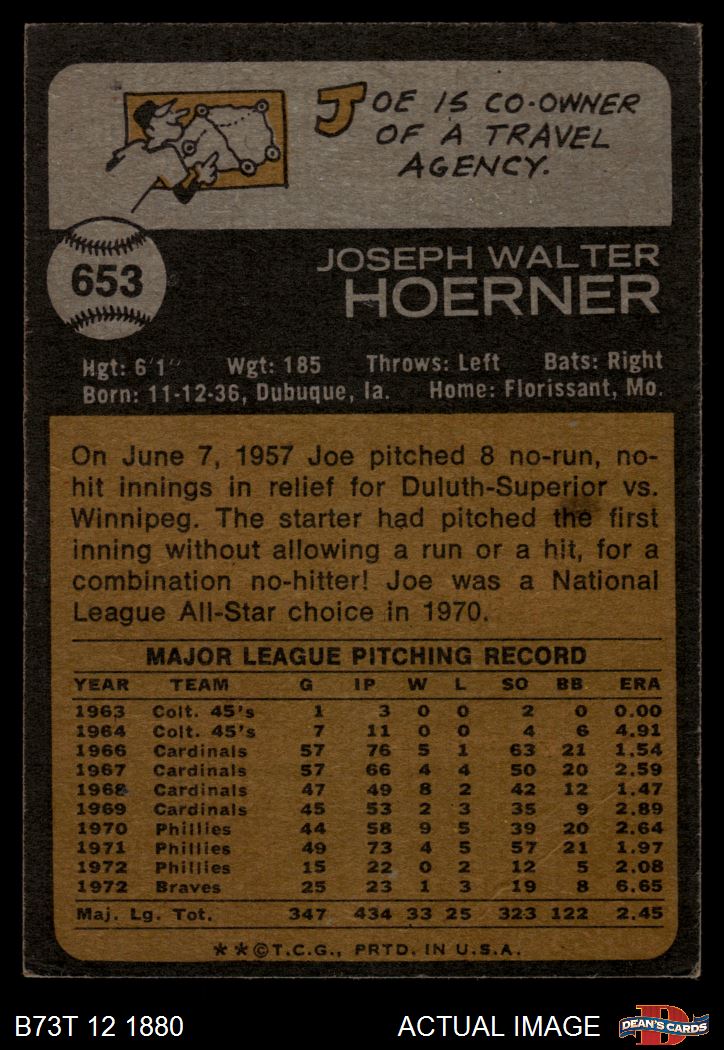 JOE IS CO-OWNER
OF A TRAVEL
AGENCY.
653
JOSEPH WALTER
HOERNER
Hgt: 6'1" Wgt: 185 Throws: Left Bats: Right
Born: 11-12-36, Dubuque, Ia. Home: Florissant, Mo.
On June 7, 1957 Joe pitched 8 no-run, no-
hit innings in relief for Duluth-Superior vs.
Winnipeg. The starter had pitched the first
inning without allowing a run or a hit, for a
combination no-hitter! Joe was a National
League All-Star choice in 1970.
MAJOR LEAGUE PITCHING RECORD
YEAR TEAM G IP W L SO BB ERA
1963 Colt. 45's 1 3 0 0 2 0 0.00
1964 Colt. 45's 7 11 0 0 4 6 4.91
1966 Cardinals 57 76 5 1 63 21 1.54
1967 Cardinals 57 66 4 4 50 20 2.59
1968 Cardinals 47 49 8 2 42 12 1.47
1969 Cardinals 45 53 2 3 35 9 2.89
1970 Phillies 44 58 9 5 39 20 2.64
1971 Phillies 49 73 4 5 57 21 1.97
1972 Phillies 15 22 0 2 12 5 2.08
1972 Braves 25 23 1 3 19 8 6.65
Maj. Lg. Tot. 347 434 33 25 323 122 2.45
**©T.C.G., PRTD. IN U.S.A.
B73T 12 1880 ACTUAL IMAGE D DEAN'S CARDS